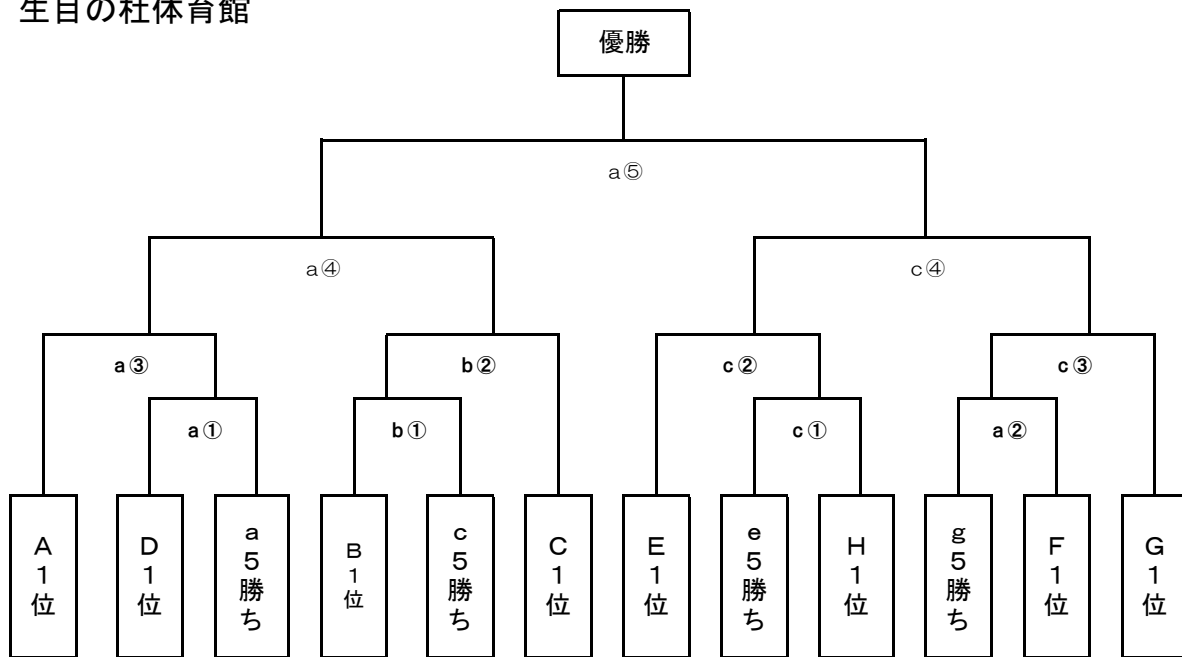 生目の杜体育館
優勝
a⑤
a④
c④
a③
b②
c②
c③
a①
b①
c①
a②
A1位
D1位
a5勝ち
B1位
c5勝ち
C1位
E1位
e5勝ち
H1位
g5勝ち
F1位
G1位